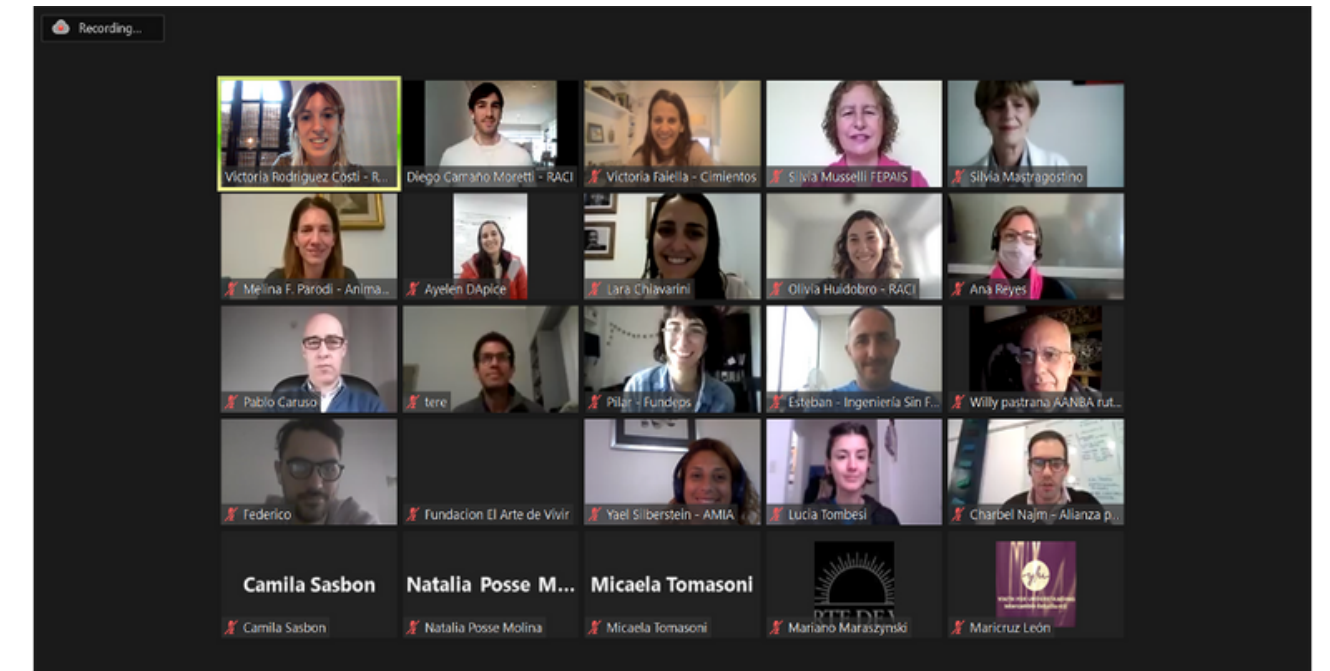 Recording...
Victoria Rodriguez Costi - R...
Diego Camaño Moretti - RACI
Victoria Faiella - Cimientos
Silvia Musselli FEPAIS
Silvia Mastragostino
Melina F. Parodi - Anima...
Ayelen DApice
Lara Chiavarini
Olivia Huidobro - RACI
Ana Reyes
Pablo Caruso
tere
Pilar - Fundeps
Esteban - Ingeniería Sin F...
Willy pastrana AANBA rut...
Federico
Fundacion El Arte de Vivir
Yael Silberstein - AMIA
Lucia Tombesi
Charbel Najm - Alianza p...
Camila Sasbon
Natalia Posse M...
Micaela Tomasoni
Camila Sasbon
Natalia Posse Molina
Micaela Tomasoni
Mariano Maraszynski
Maricruz León